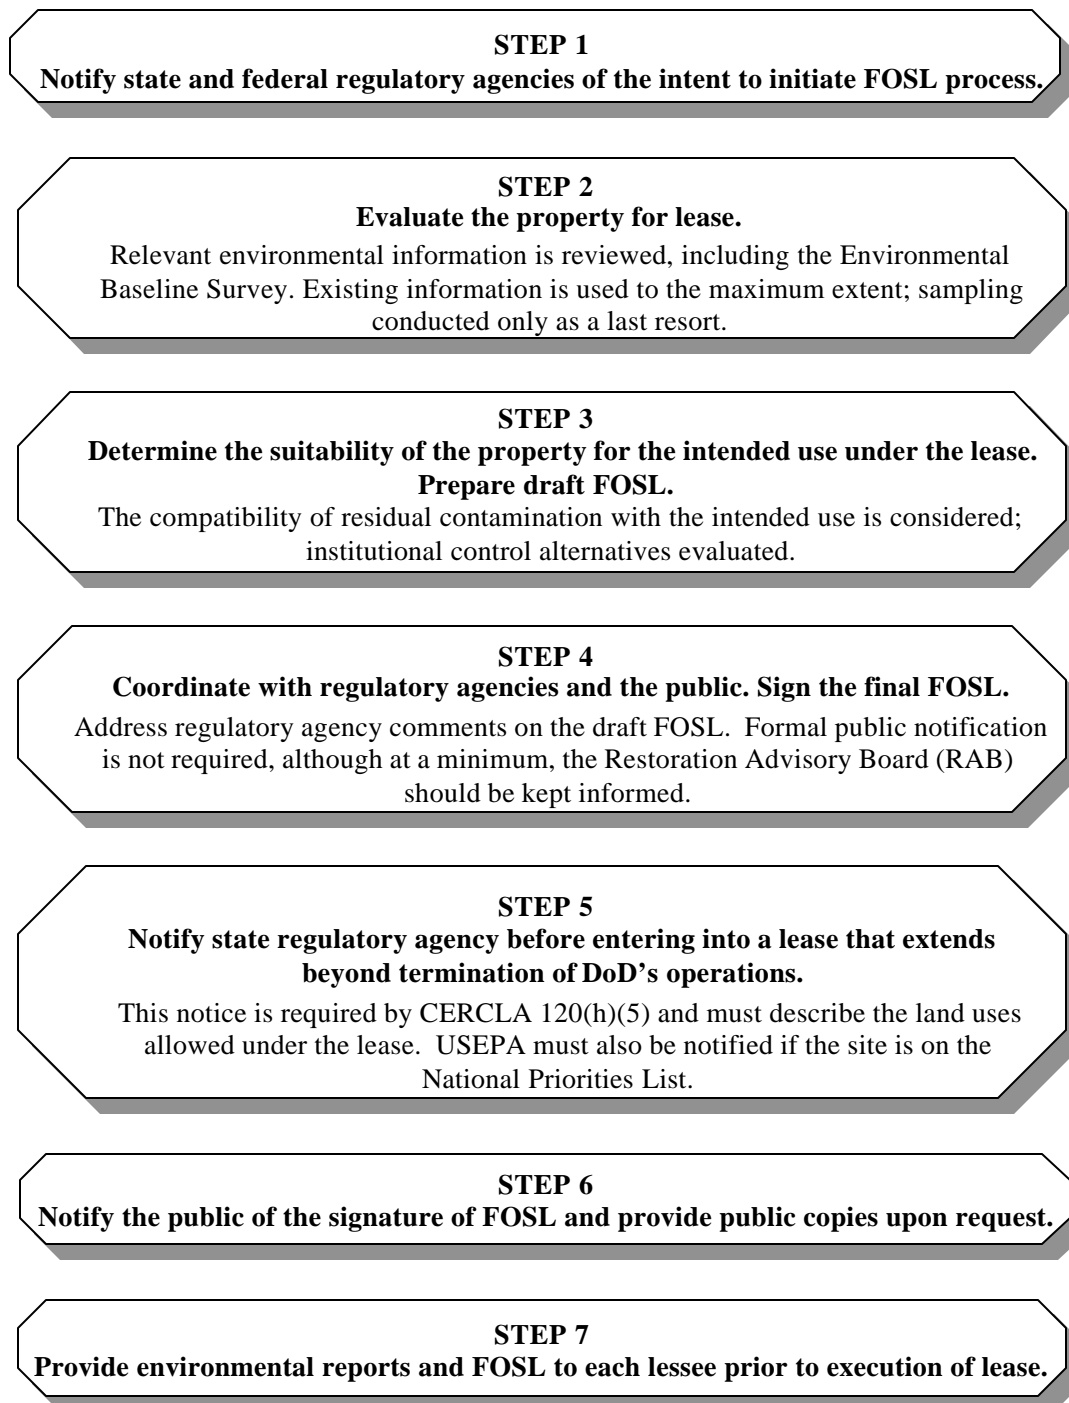 STEP 1
Notify state and federal regulatory agencies of the intent to initiate FOSL process.
STEP 2
Evaluate the property for lease.
Relevant environmental information is reviewed, including the Environmental
Baseline Survey. Existing information is used to the maximum extent; sampling
conducted only as a last resort.
STEP 3
Determine the suitability of the property for the intended use under the lease.
Prepare draft FOSL.
The compatibility of residual contamination with the intended use is considered;
institutional control alternatives evaluated.
STEP 4
Coordinate with regulatory agencies and the public. Sign the final FOSL.
Address regulatory agency comments on the draft FOSL.  Formal public notification
is not required, although at a minimum, the Restoration Advisory Board (RAB)
should be kept informed.
STEP 5
Notify state regulatory agency before entering into a lease that extends
beyond termination of DoD’s operations.
This notice is required by CERCLA 120(h)(5) and must describe the land uses
allowed under the lease.  USEPA must also be notified if the site is on the
National Priorities List.
STEP 6
Notify the public of the signature of FOSL and provide public copies upon request.
STEP 7
Provide environmental reports and FOSL to each lessee prior to execution of lease.